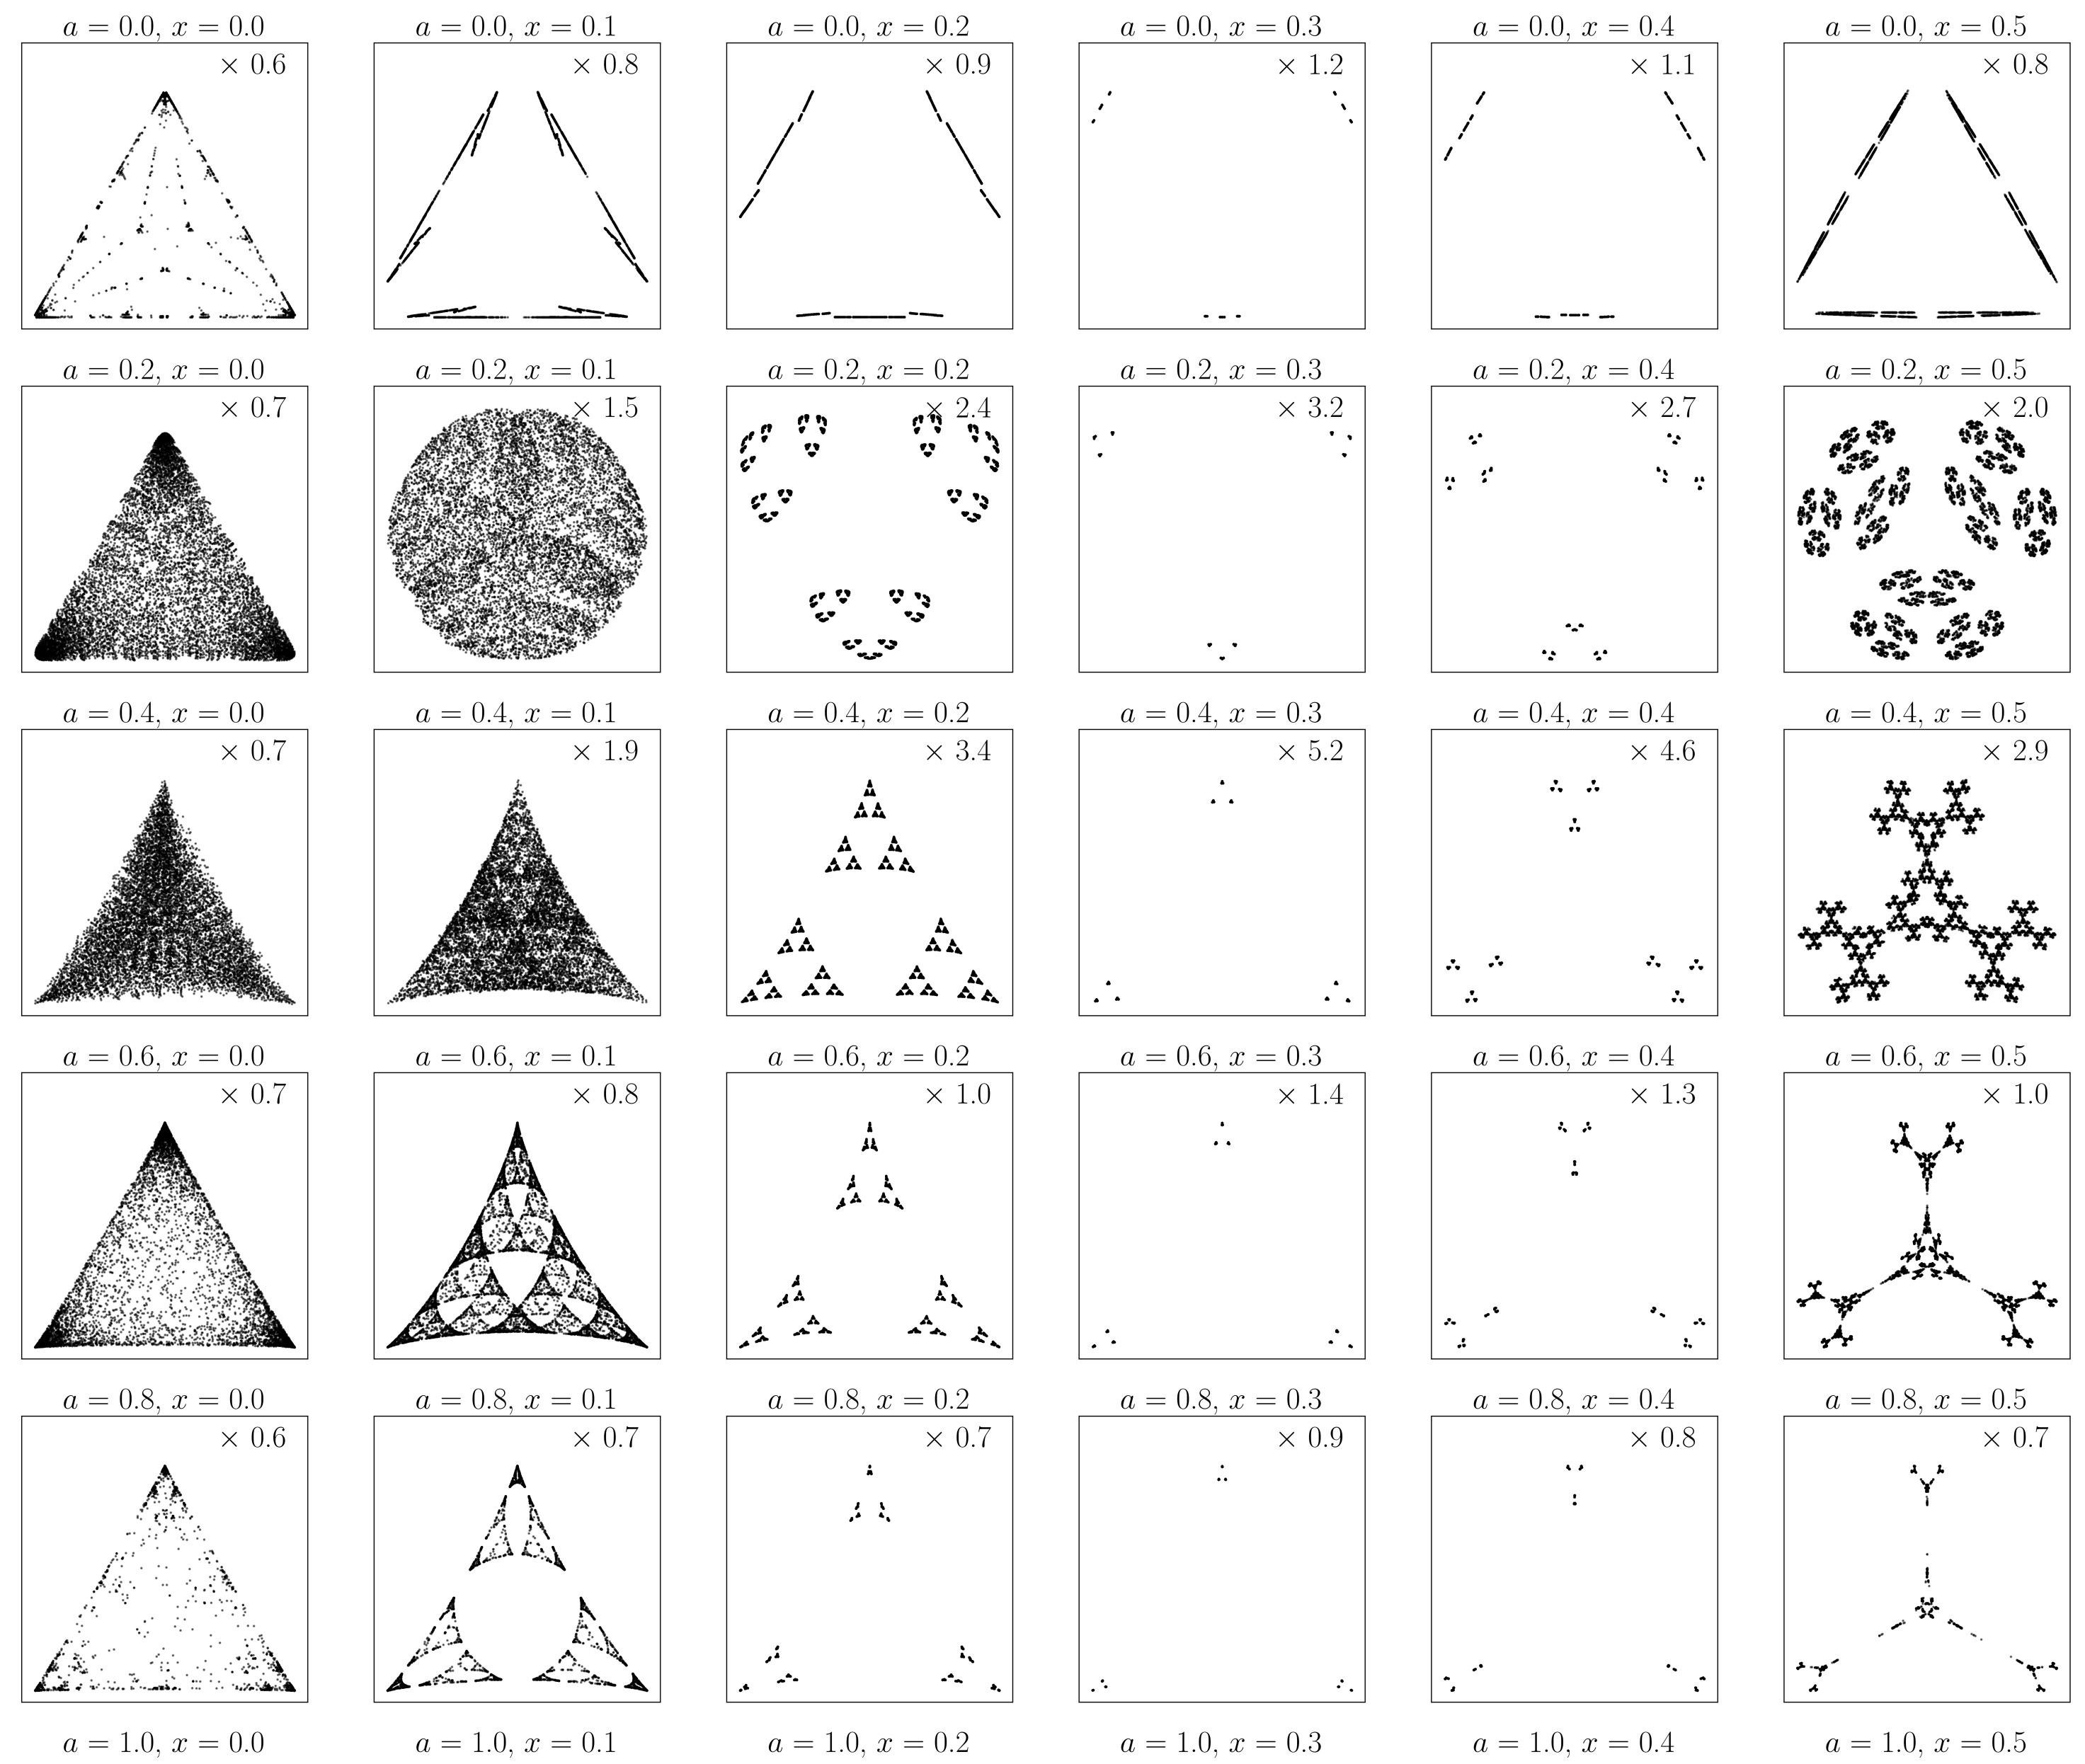 a = 0.0, x = 0.0 a = 0.0, x = 0.1 a = 0.0, x = 0.2 a = 0.0, x = 0.3 a = 0.0, x = 0.4 a = 0.0, x = 0.5
× 0.6 × 0.8 × 0.9 × 1.2 × 1.1 × 0.8
a = 0.2, x = 0.0 a = 0.2, x = 0.1 a = 0.2, x = 0.2 a = 0.2, x = 0.3 a = 0.2, x = 0.4 a = 0.2, x = 0.5
× 0.7 × 1.5 × 2.4 × 3.2 × 2.7 × 2.0
a = 0.4, x = 0.0 a = 0.4, x = 0.1 a = 0.4, x = 0.2 a = 0.4, x = 0.3 a = 0.4, x = 0.4 a = 0.4, x = 0.5
× 0.7 × 1.9 × 3.4 × 5.2 × 4.6 × 2.9
a = 0.6, x = 0.0 a = 0.6, x = 0.1 a = 0.6, x = 0.2 a = 0.6, x = 0.3 a = 0.6, x = 0.4 a = 0.6, x = 0.5
× 0.7 × 0.8 × 1.0 × 1.4 × 1.3 × 1.0
a = 0.8, x = 0.0 a = 0.8, x = 0.1 a = 0.8, x = 0.2 a = 0.8, x = 0.3 a = 0.8, x = 0.4 a = 0.8, x = 0.5
× 0.6 × 0.7 × 0.7 × 0.9 × 0.8 × 0.7
a = 1.0, x = 0.0 a = 1.0, x = 0.1 a = 1.0, x = 0.2 a = 1.0, x = 0.3 a = 1.0, x = 0.4 a = 1.0, x = 0.5